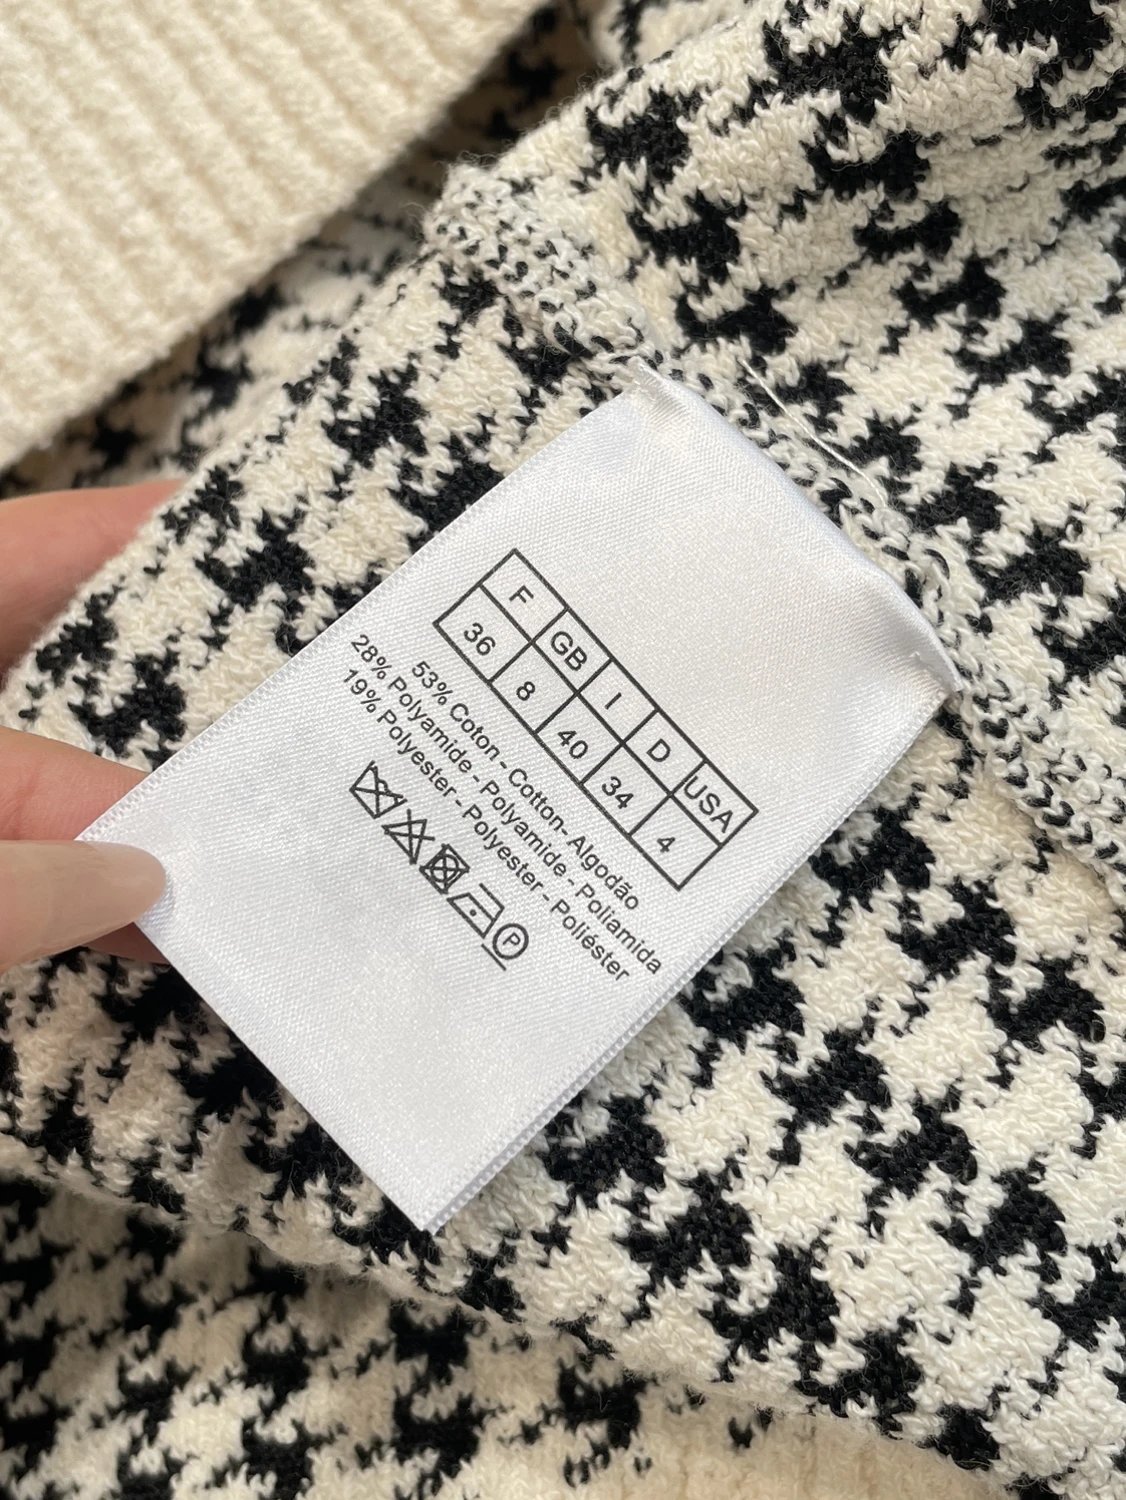 F GB I D USA
36 8 40 34 4
53% Coton - Cotton- Algodão
28% Polyamide - Polyamide - Poliamida
19% Polyester - Polyester - Poliéster
P